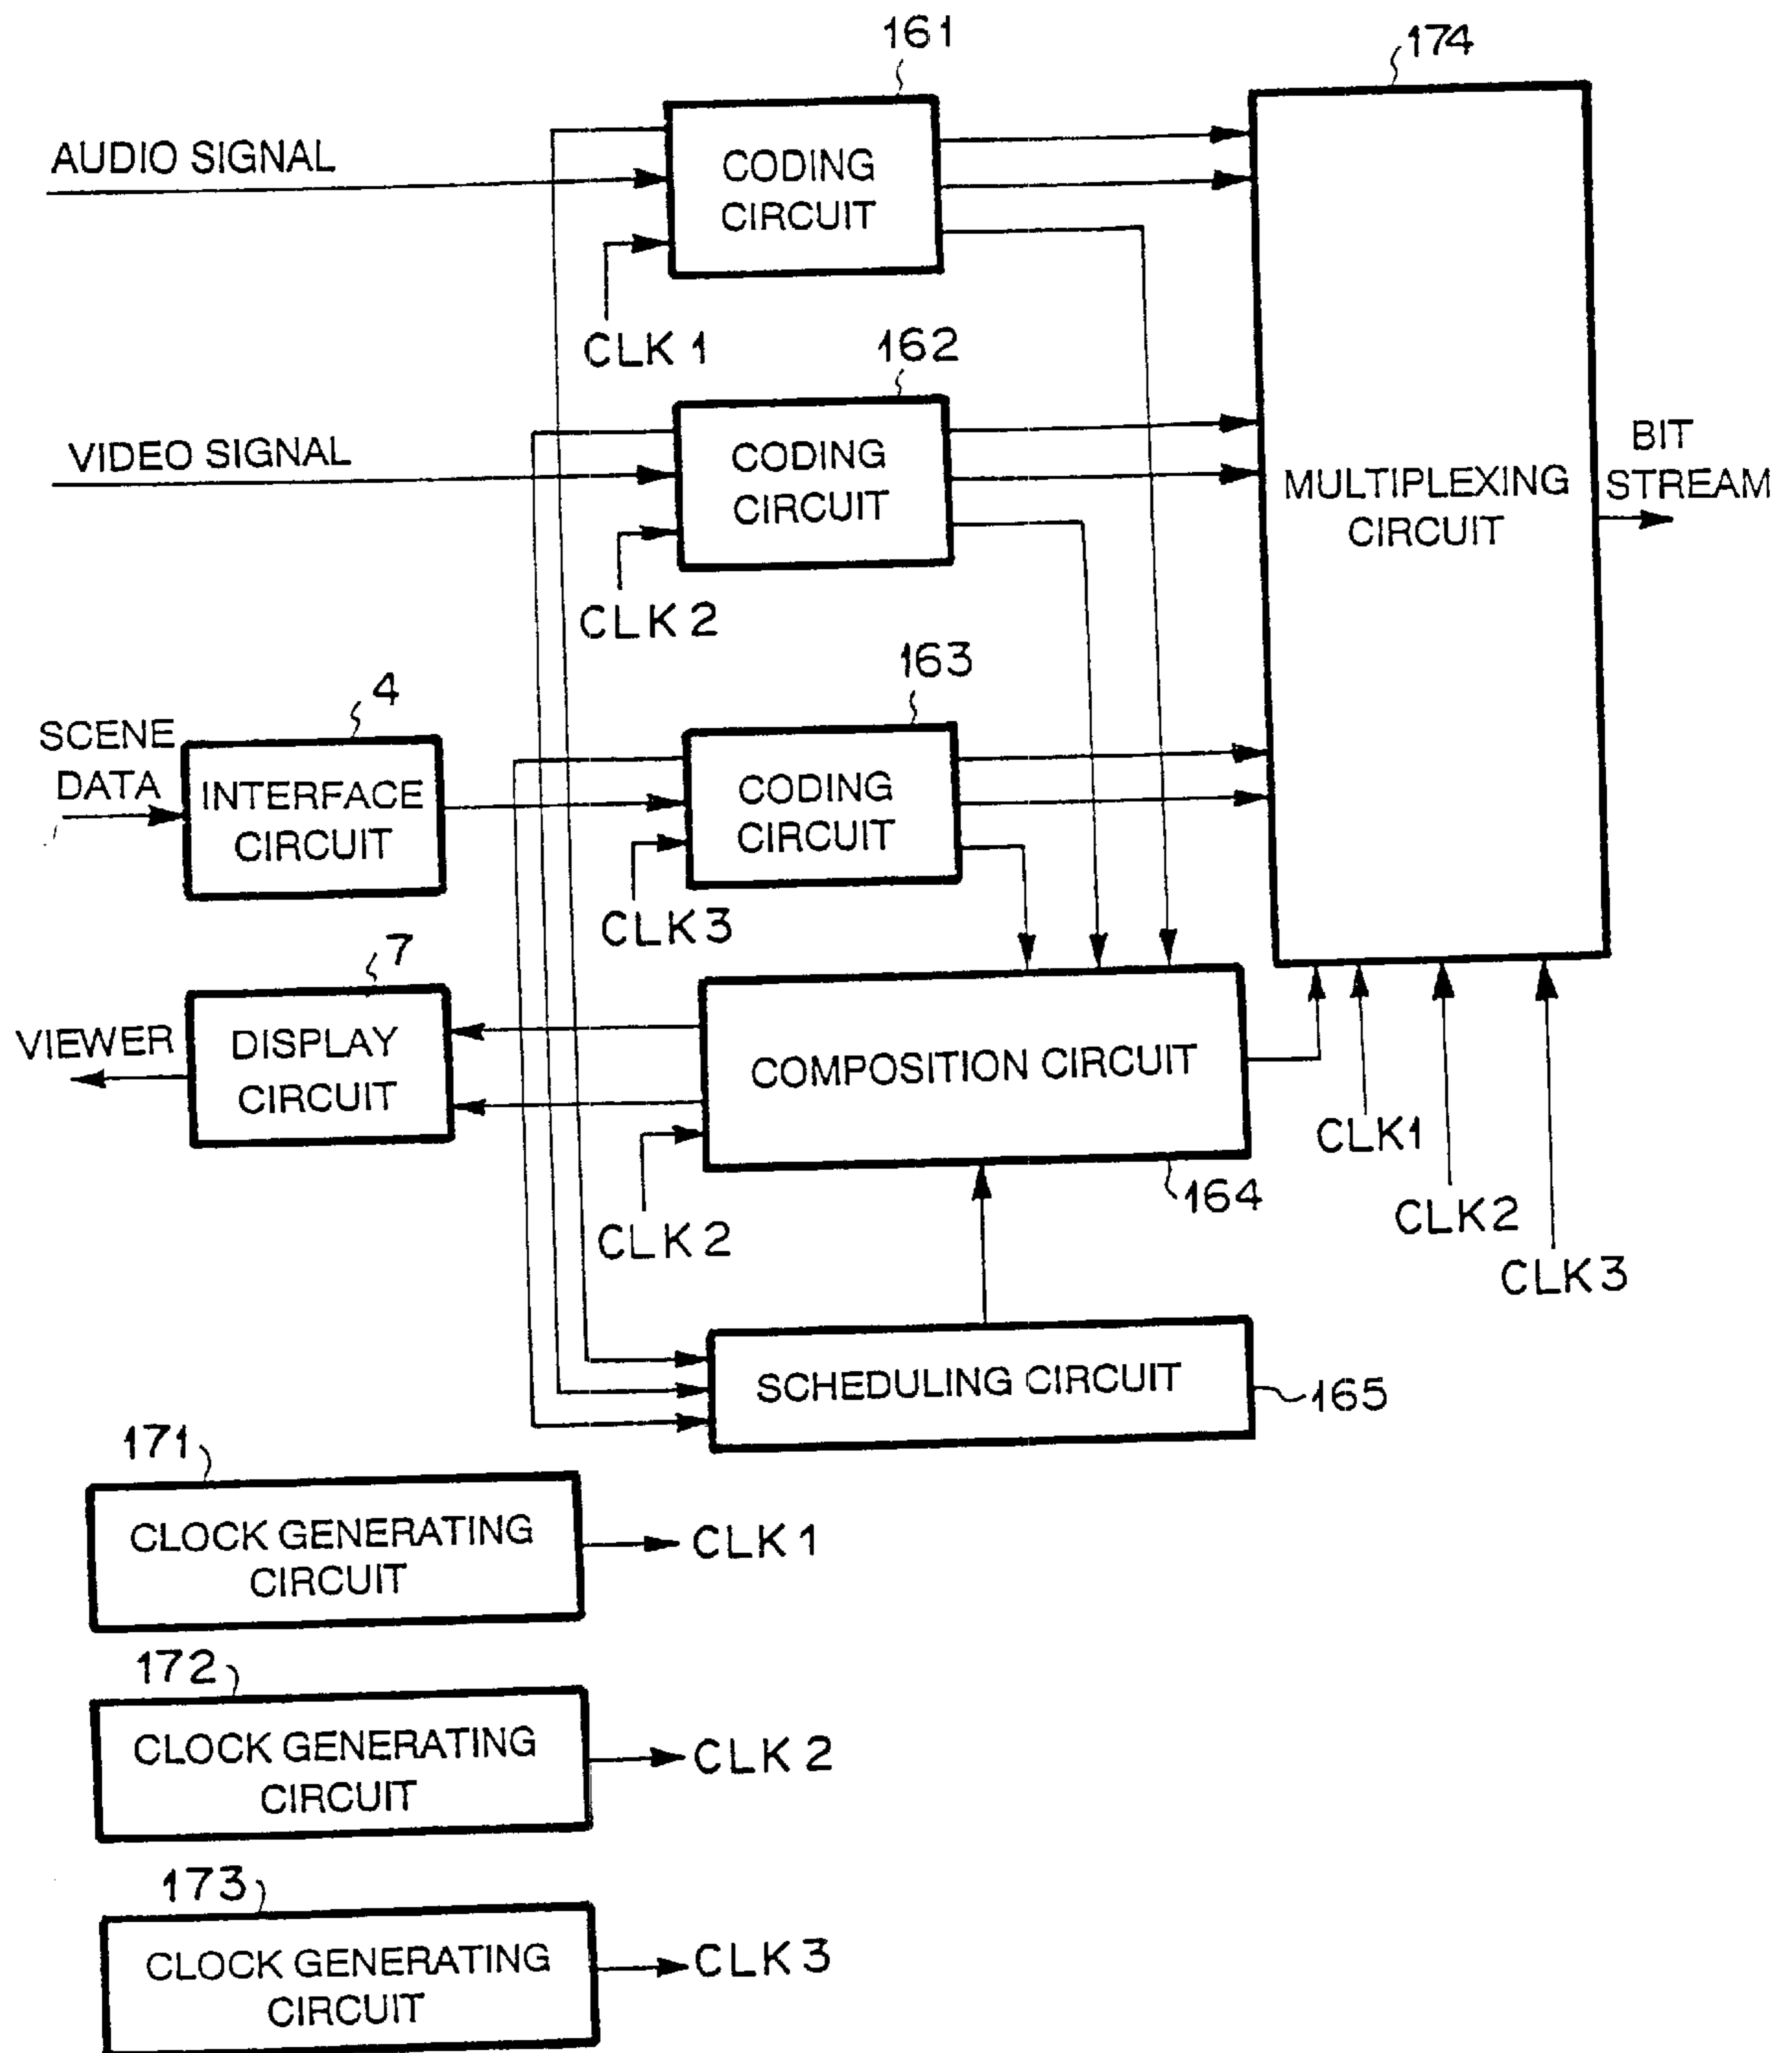 161
174
AUDIO SIGNAL
CODING
CIRCUIT
CLK 1
162
VIDEO SIGNAL
CODING
CIRCUIT
MULTIPLEXING
CIRCUIT
BIT
STREAM
CLK 2
163
4
SCENE
DATA
INTERFACE
CIRCUIT
CODING
CIRCUIT
CLK3
7
VIEWER
DISPLAY
CIRCUIT
COMPOSITION CIRCUIT
CLK1
164
CLK 2
CLK2
CLK3
SCHEDULING CIRCUIT
165
171
CLOCK GENERATING
CIRCUIT
CLK 1
172
CLOCK GENERATING
CIRCUIT
CLK 2
173
CLOCK GENERATING
CIRCUIT
CLK 3